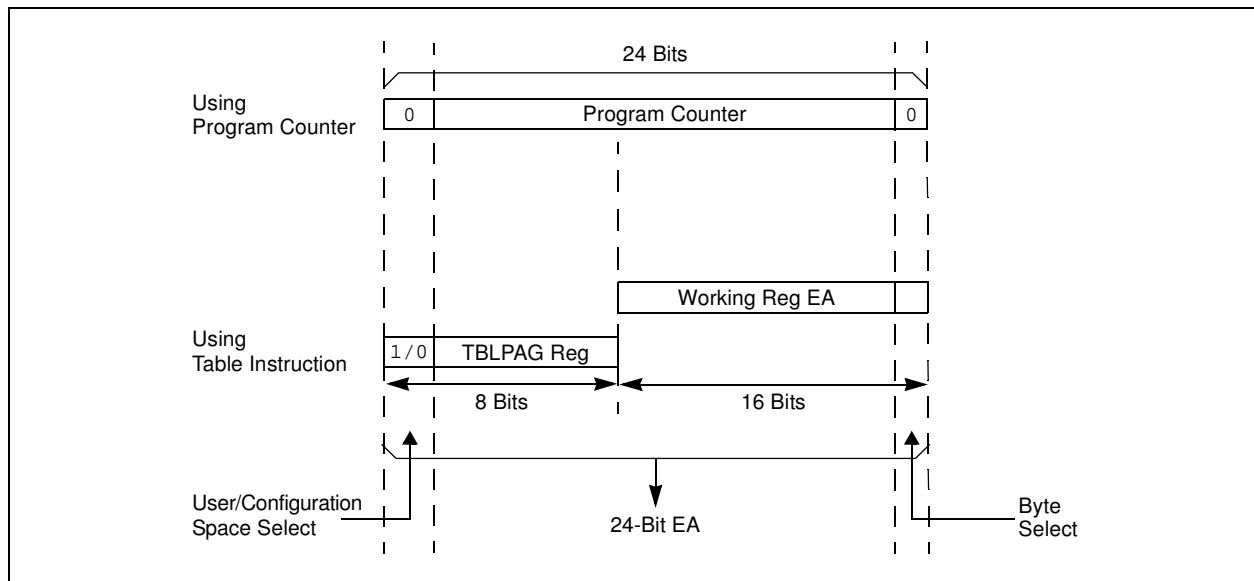 24 Bits
Using
Program Counter
0
Program Counter
0
Working Reg EA
Using
Table Instruction
1/0
TBLPAG Reg
8 Bits
16 Bits
User/Configuration
Space Select
24-Bit EA
Byte
Select